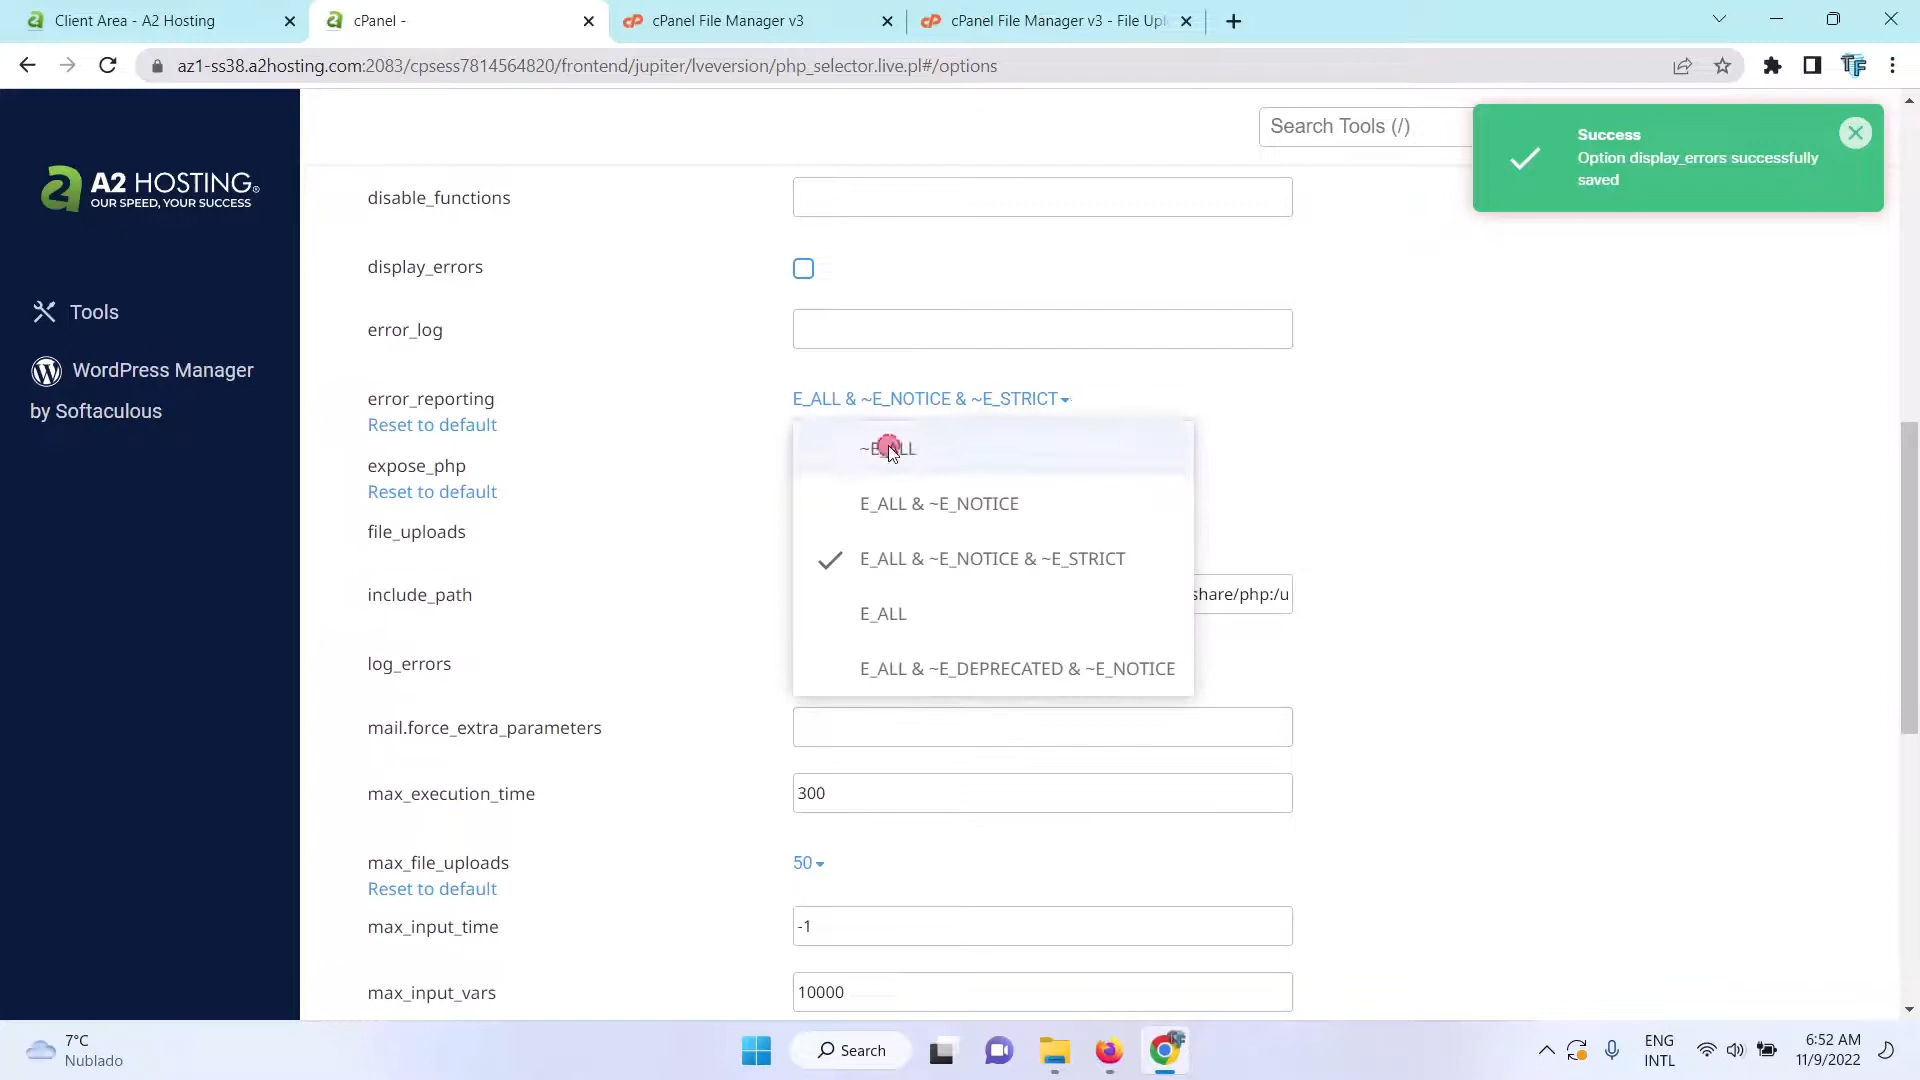 Client Area - A2 Hosting
cPanel -
cPanel File Manager v3
cPanel File Manager v3 - File Upl
az1-ss38.a2hosting.com:2083/cpsess7814564820/frontend/jupiter/lveversion/php_selector.live.pl#/options
Search Tools (/)
Success
Option display_errors successfully
saved
A2 HOSTING®
OUR SPEED, YOUR SUCCESS
Tools
WordPress Manager
by Softaculous
disable_functions
display_errors
error_log
error_reporting
E_ALL & ~E_NOTICE & ~E_STRICT
Reset to default
~E_ALL
expose_php
Reset to default
E_ALL & ~E_NOTICE
file_uploads
E_ALL & ~E_NOTICE & ~E_STRICT
include_path
share/php:/u
E_ALL
log_errors
E_ALL & ~E_DEPRECATED & ~E_NOTICE
mail.force_extra_parameters
max_execution_time
300
max_file_uploads
50
Reset to default
max_input_time
-1
max_input_vars
10000
7°C
Nublado
Search
ENG
INTL
6:52 AM
11/9/2022